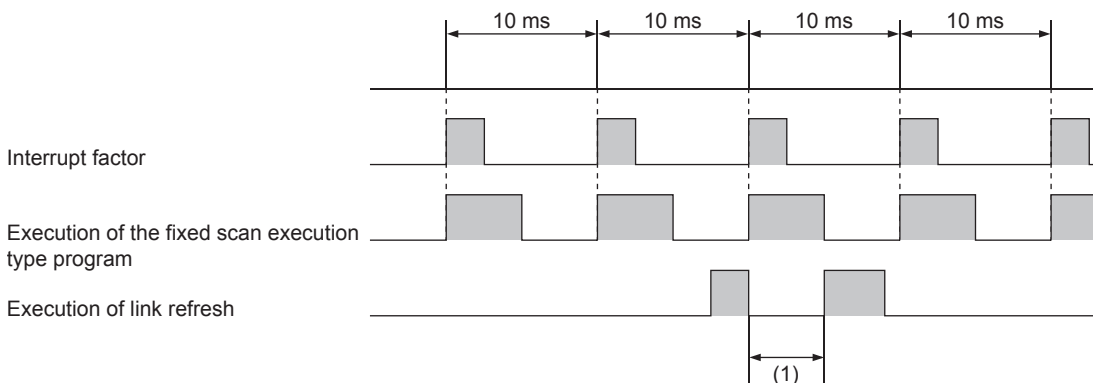 10 ms 10 ms 10 ms 10 ms
Interrupt factor
Execution of the fixed scan execution
type program
Execution of link refresh
(1)